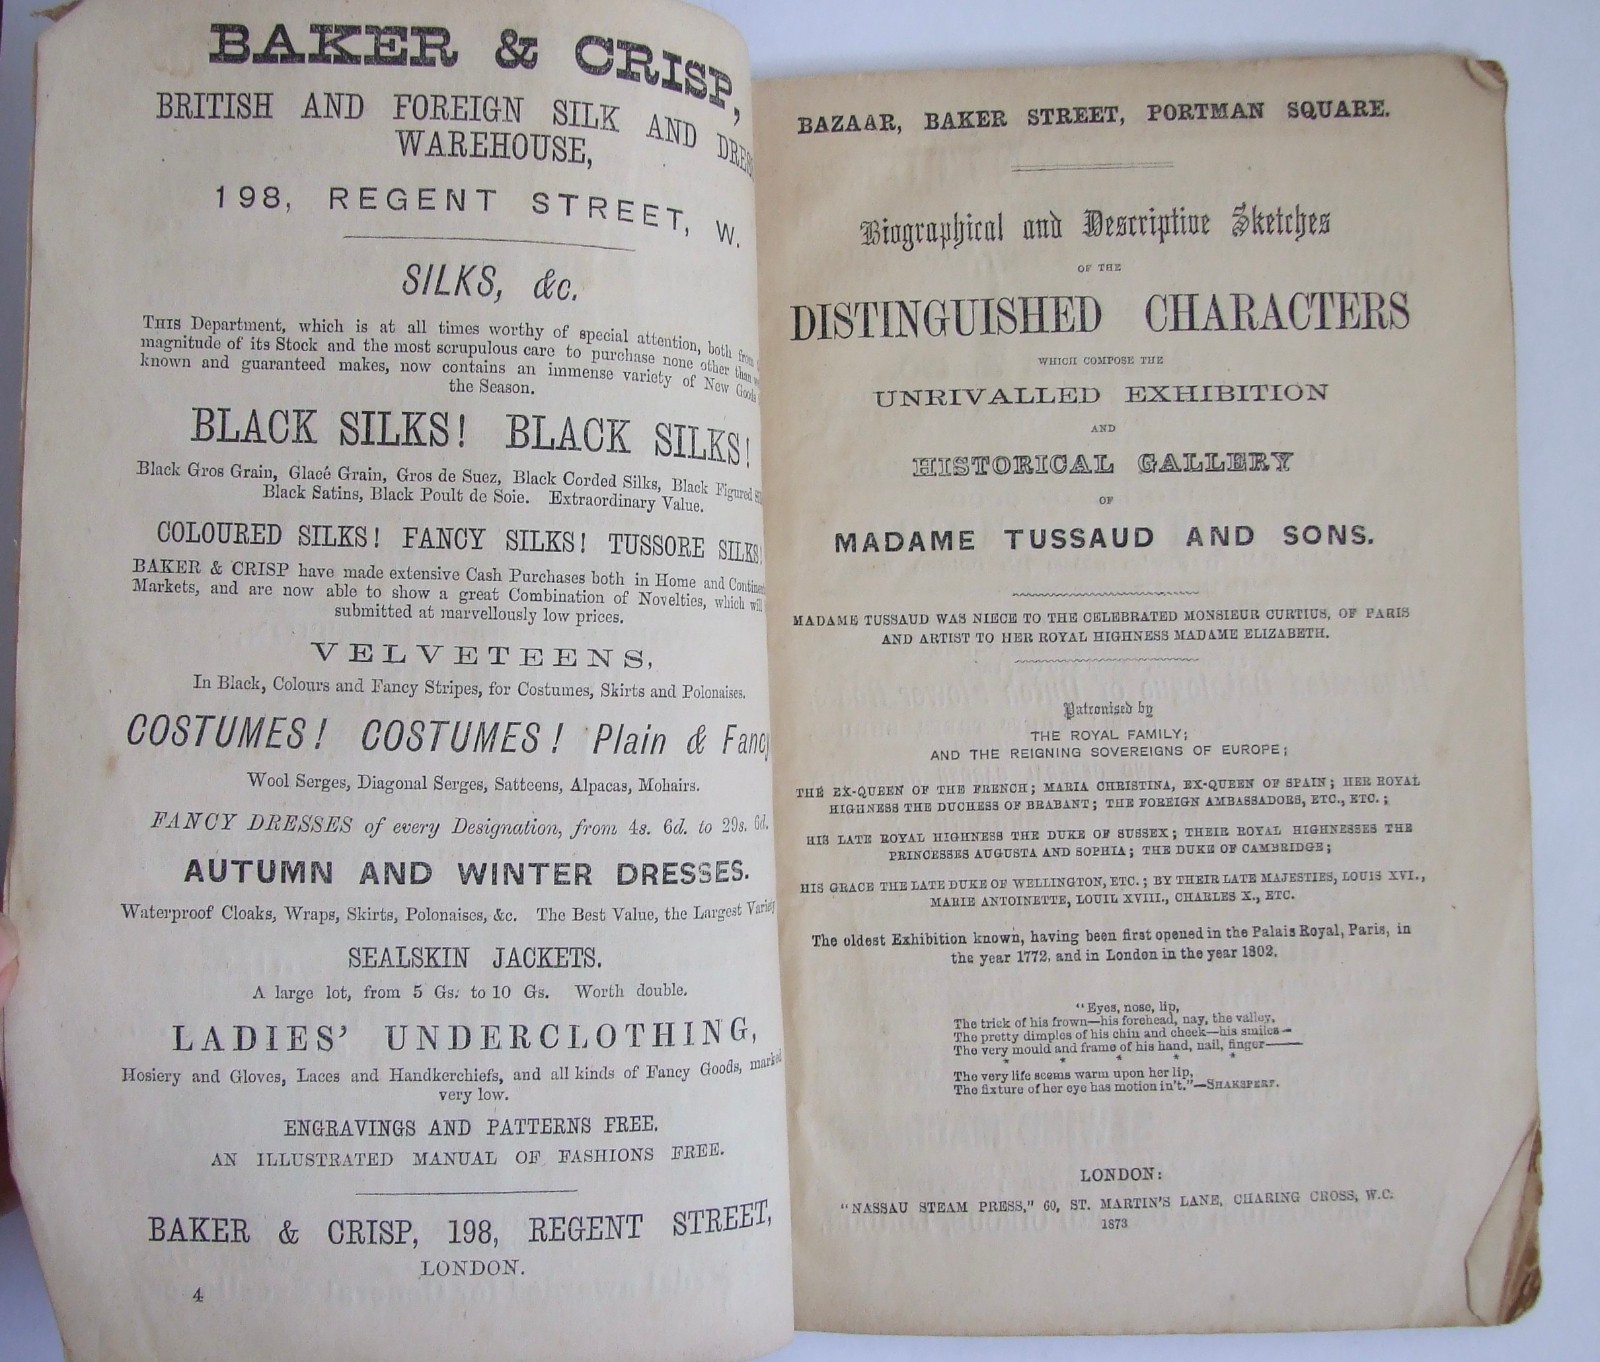 BAKER & CRISP,
BRITISH AND FOREIGN SILK AND DRESS
WAREHOUSE,
198, REGENT STREET, W.
SILKS, &c.
THIS Department, which is at all times worthy of special attention, both from
magnitude of its Stock and the most scrupulous care to purchase none other than
known and guaranteed makes, now contains an immense variety of New Goods
the Season.
BLACK SILKS! BLACK SILKS!
Black Gros Grain, Glacé Grain, Gros de Suez, Black Corded Silks, Black Figured
Black Satins, Black Poult de Soie. Extraordinary Value.
COLOURED SILKS! FANCY SILKS! TUSSORE SILKS!
BAKER & CRISP have made extensive Cash Purchases both in Home and Continen
Markets, and are now able to show a great Combination of Novelties, which will
submitted at marvellously low prices.
VELVETEENS,
In Black, Colours and Fancy Stripes, for Costumes, Skirts and Polonaises.
COSTUMES! COSTUMES! Plain & Fancy
Wool Serges, Diagonal Serges, Satteens, Alpacas, Mohairs.
FANCY DRESSES of every Designation, from 4s. 6d. to 29s. 6d.
AUTUMN AND WINTER DRESSES.
Waterproof Cloaks, Wraps, Skirts, Polonaises, &c. The Best Value, the Largest Variety
SEALSKIN JACKETS.
A large lot, from 5 Gs. to 10 Gs. Worth double.
LADIES' UNDERCLOTHING,
Hosiery and Gloves, Laces and Handkerchiefs, and all kinds of Fancy Goods, marked
very low.
ENGRAVINGS AND PATTERNS FREE.
AN ILLUSTRATED MANUAL OF FASHIONS FREE.
BAKER & CRISP, 198, REGENT STREET,
LONDON.
4
BAZAAR, BAKER STREET, PORTMAN SQUARE.
Biographical and Descriptive Sketches
OF THE
DISTINGUISHED CHARACTERS
WHICH COMPOSE THE
UNRIVALLED EXHIBITION
AND
HISTORICAL GALLERY
OF
MADAME TUSSAUD AND SONS.
MADAME TUSSAUD WAS NIECE TO THE CELEBRATED MONSIEUR CURTIUS, OF PARIS
AND ARTIST TO HER ROYAL HIGHNESS MADAME ELIZABETH.
Patronised by
THE ROYAL FAMILY;
AND THE REIGNING SOVEREIGNS OF EUROPE;
THE EX-QUEEN OF THE FRENCH; MARIA CHRISTINA, EX-QUEEN OF SPAIN; HER ROYAL
HIGHNESS THE DUCHESS OF BRABANT; THE FOREIGN AMBASSADORS, ETC., ETC.;
HIS LATE ROYAL HIGHNESS THE DUKE OF SUSSEX; THEIR ROYAL HIGHNESSES THE
PRINCESSES AUGUSTA AND SOPHIA; THE DUKE OF CAMBRIDGE;
HIS GRACE THE LATE DUKE OF WELLINGTON, ETC.; BY THEIR LATE MAJESTIES, LOUIS XVI.,
MARIE ANTOINETTE, LOUIL XVIII., CHARLES X., ETC.
The oldest Exhibition known, having been first opened in the Palais Royal, Paris, in
the year 1772, and in London in the year 1802.
"Eyes, nose, lip,
The trick of his frown—his forehead, nay, the valley,
The pretty dimples of his chin and cheek—his smiles—
The very mould and frame of his hand, nail, finger——
* * * * *
The very life seems warm upon her lip,
The fixture of her eye has motion in't."—SHAKSPERE.
LONDON:
"NASSAU STEAM PRESS," 60, ST. MARTIN'S LANE, CHARING CROSS, W.C.
1873